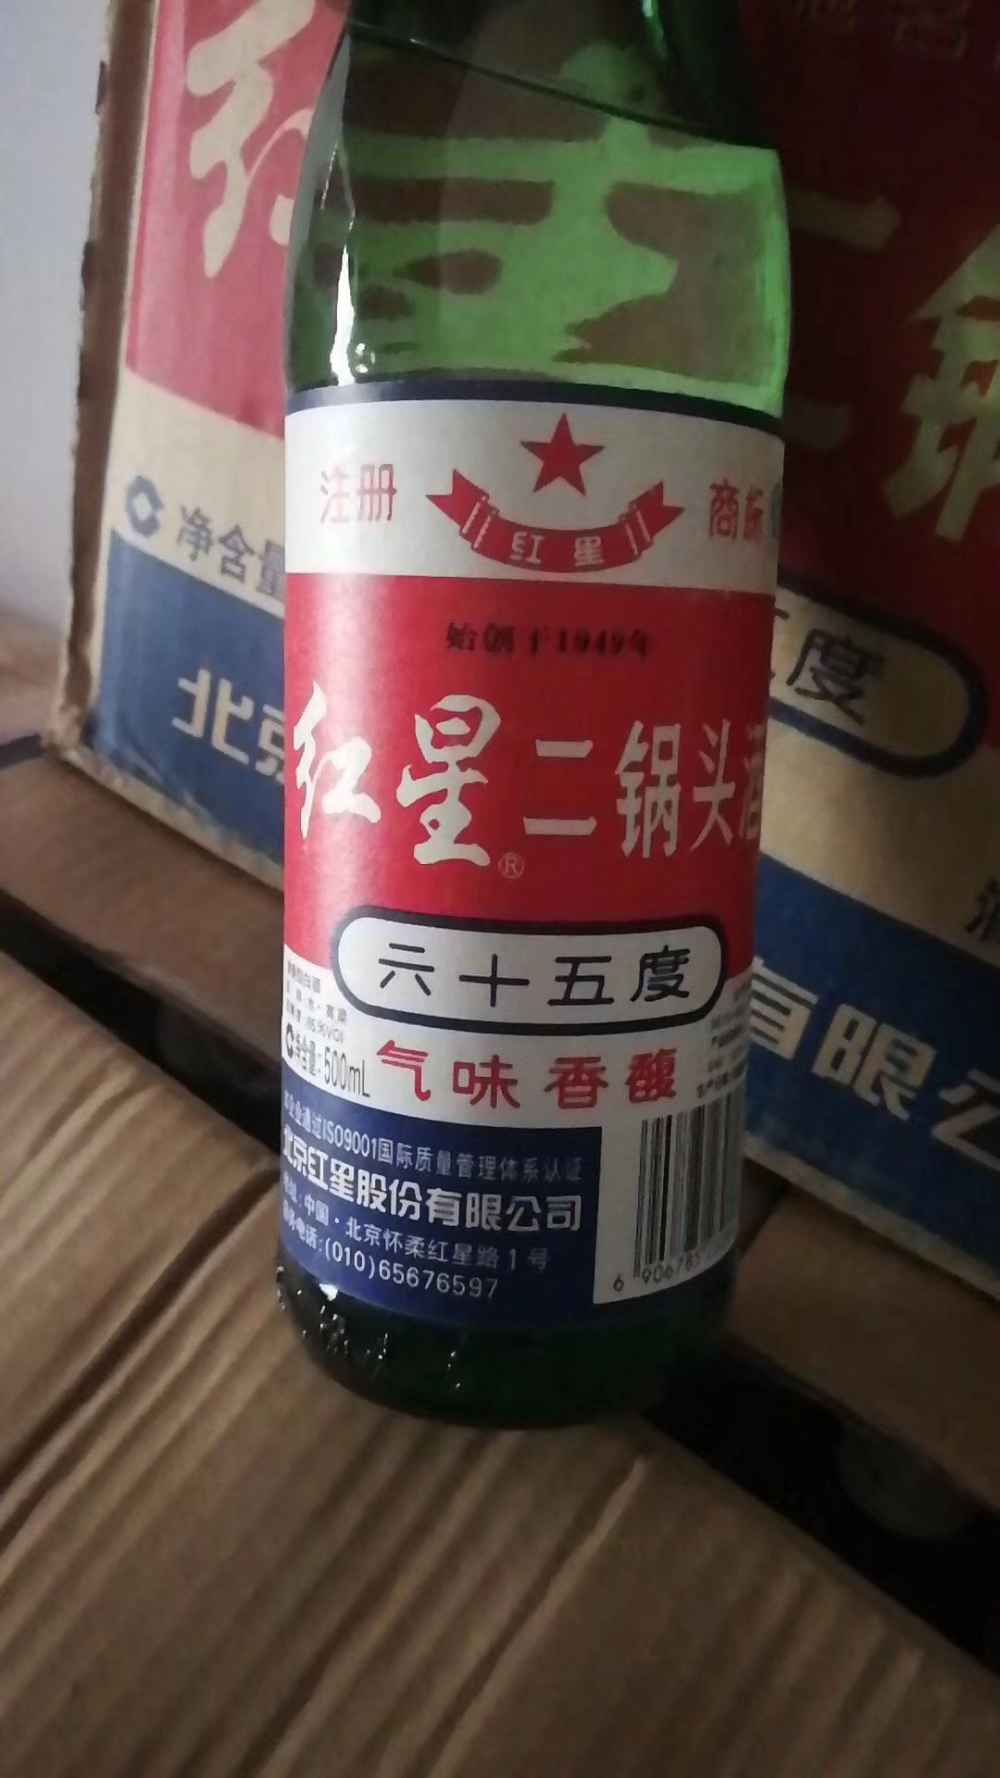 注册 商标
红星
始创于1949年
红星二锅头酒
®
六十五度
净含量:500mL
气味香馥
本企业通过ISO9001国际质量管理体系认证
北京红星股份有限公司
地址:中国·北京怀柔红星路1号
(010)65676597
6 906785
净含量
北京
度
有限公